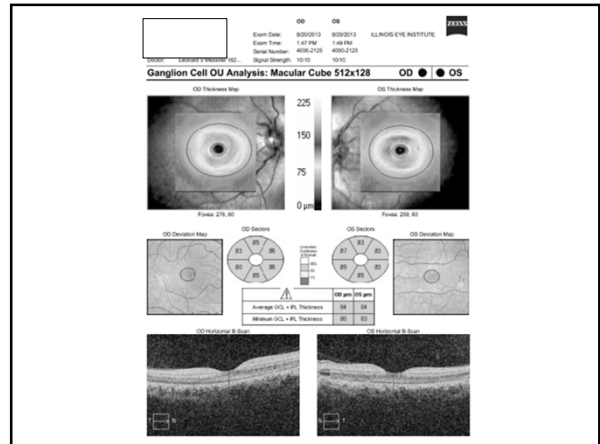 OD OS
Exam Date: 9/20/2013 9/20/2013 ILLINOIS EYE INSTITUTE
ZEISS
Exam Time: 1:47 PM 1:49 PM
Serial Number: 4000-2125 4000-2125
Doctor: Signal Strength: 10/10 10/10
Ganglion Cell OU Analysis: Macular Cube 512x128 OD OS
OD Thickness Map OS Thickness Map
225
150
75
0 µm
Fovea: 276, 60 Fovea: 259, 63
OD Deviation Map OD Sectors OS Sectors OS Deviation Map
85 83
83 86 87 83
80 86 85 83
85 83
OD µm OS µm
Average GCL + IPL Thickness 84 84
Minimum GCL + IPL Thickness 80 83
OD Horizontal B-Scan OS Horizontal B-Scan
T N T N